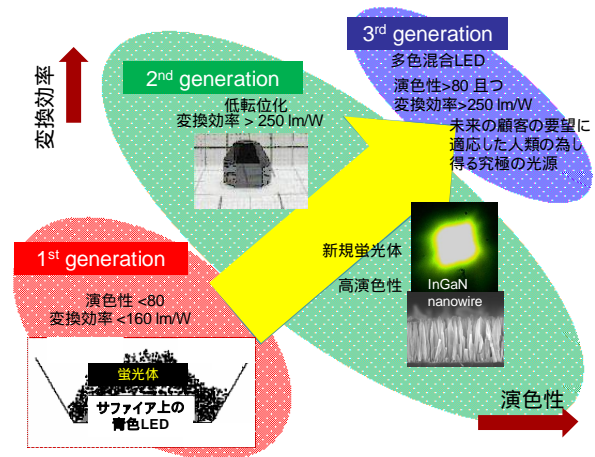 変換効率
3rd generation
多色混合LED
演色性>80 且つ
変換効率>250 lm/W
未来の顧客の要望に
適応した人類の為し
得る究極の光源
2nd generation
低転位化
変換効率 > 250 lm/W
新規蛍光体
高演色性
InGaN
nanowire
1st generation
演色性 <80
変換効率 <160 lm/W
蛍光体
サファイア上の
青色LED
演色性